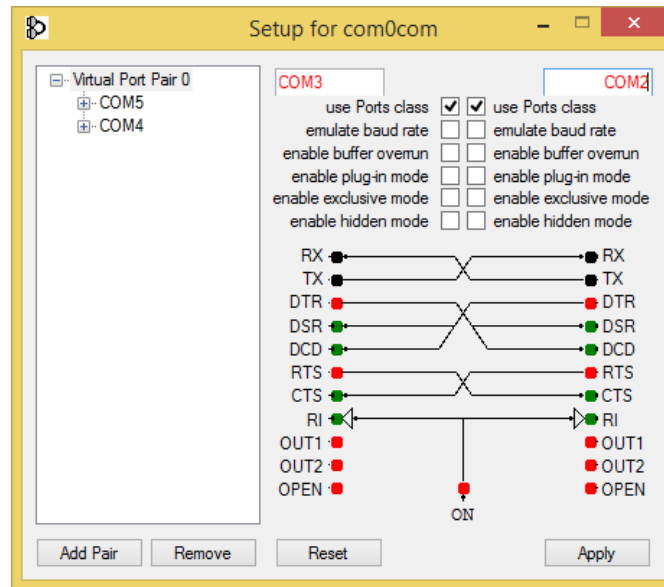 Setup for com0com
Virtual Port Pair 0
COM5
COM4
COM3 COM2
use Ports class use Ports class
emulate baud rate emulate baud rate
enable buffer overrun enable buffer overrun
enable plug-in mode enable plug-in mode
enable exclusive mode enable exclusive mode
enable hidden mode enable hidden mode
RX RX
TX TX
DTR DTR
DSR DSR
DCD DCD
RTS RTS
CTS CTS
RI RI
OUT1 OUT1
OUT2 OUT2
OPEN OPEN
ON
Add Pair Remove Reset Apply